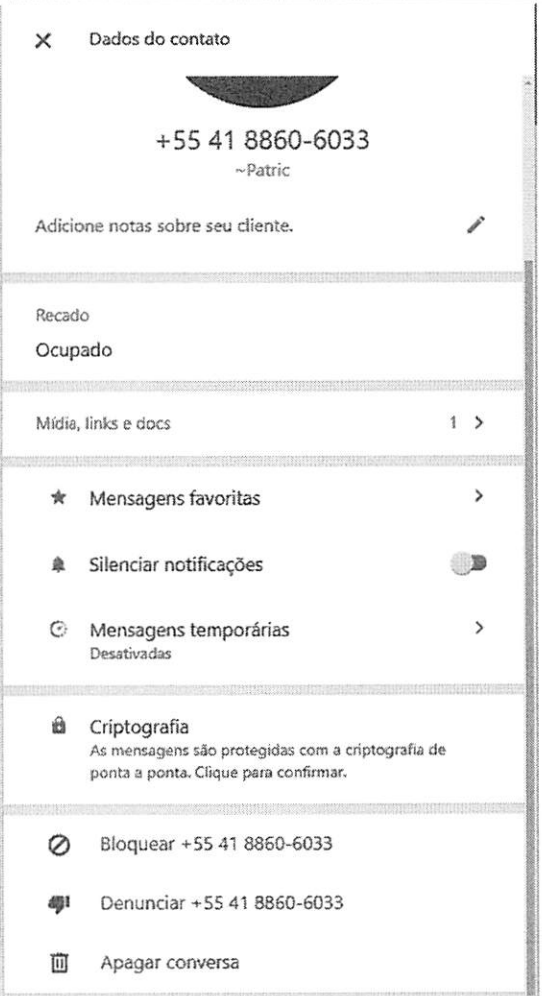 Dados do contato
+55 41 8860-6033
~Patric
Adicione notas sobre seu cliente.
Recado
Ocupado
Mídia, links e docs 1
Mensagens favoritas
Silenciar notificações
Mensagens temporárias
Desativadas
Criptografia
As mensagens são protegidas com a criptografia de
ponta a ponta. Clique para confirmar.
Bloquear +55 41 8860-6033
Denunciar +55 41 8860-6033
Apagar conversa